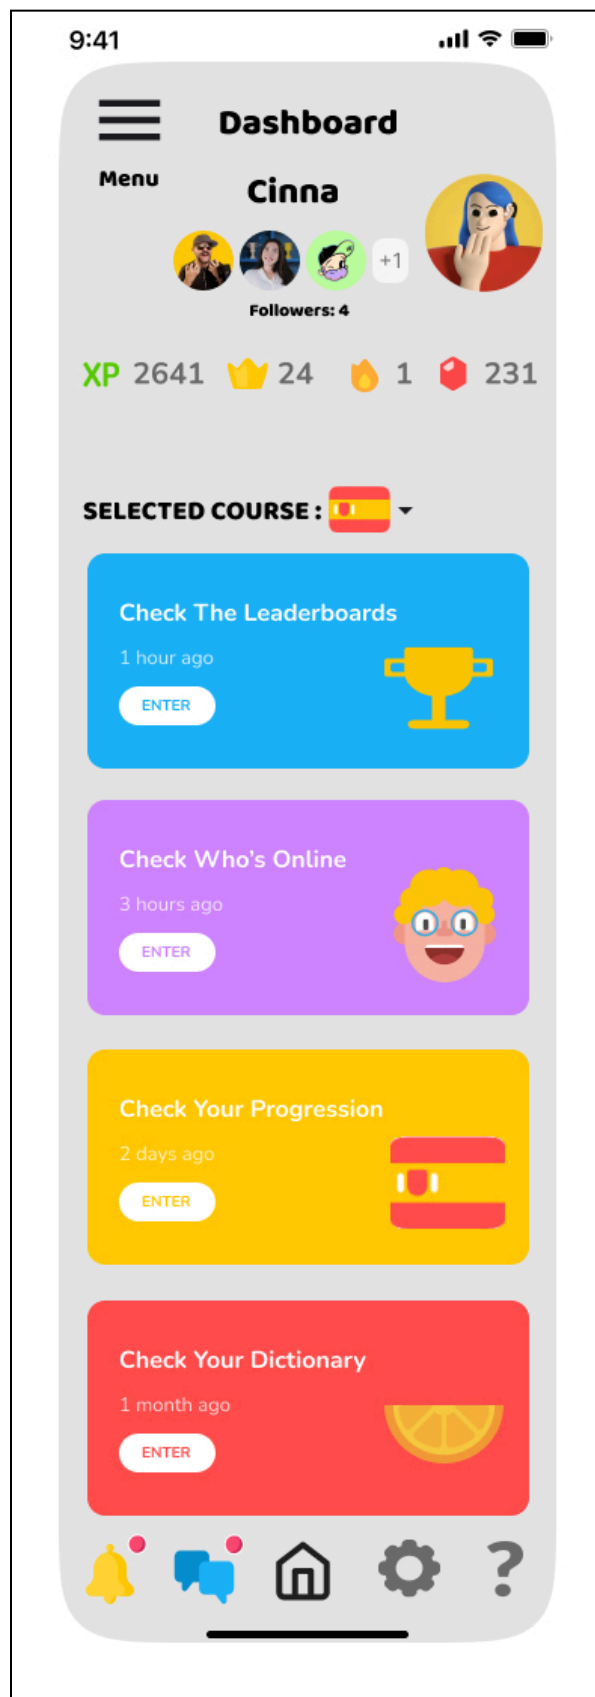 9:41
Dashboard
Menu
Cinna
+1
Followers: 4
XP 2641 24 1 231
SELECTED COURSE :
Check The Leaderboards
1 hour ago
ENTER
Check Who's Online
3 hours ago
ENTER
Check Your Progression
2 days ago
ENTER
Check Your Dictionary
1 month ago
ENTER
?